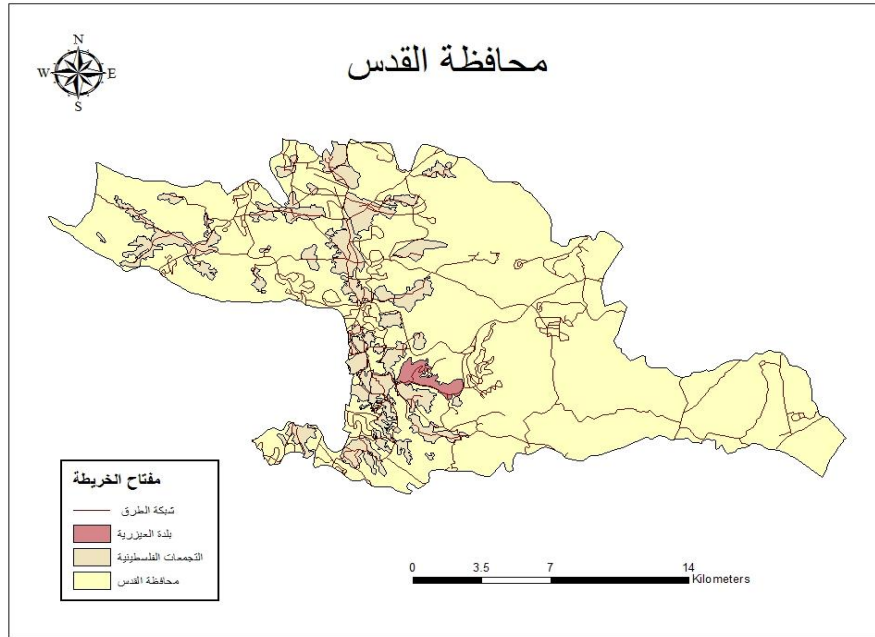 محافظة القدس
N
W E
S
مفتاح الخريطة
شبكة الطرق
بلدة العيزرية
التجمعات الفلسطينية
محافظة القدس
0 3.5 7 14
Kilometers